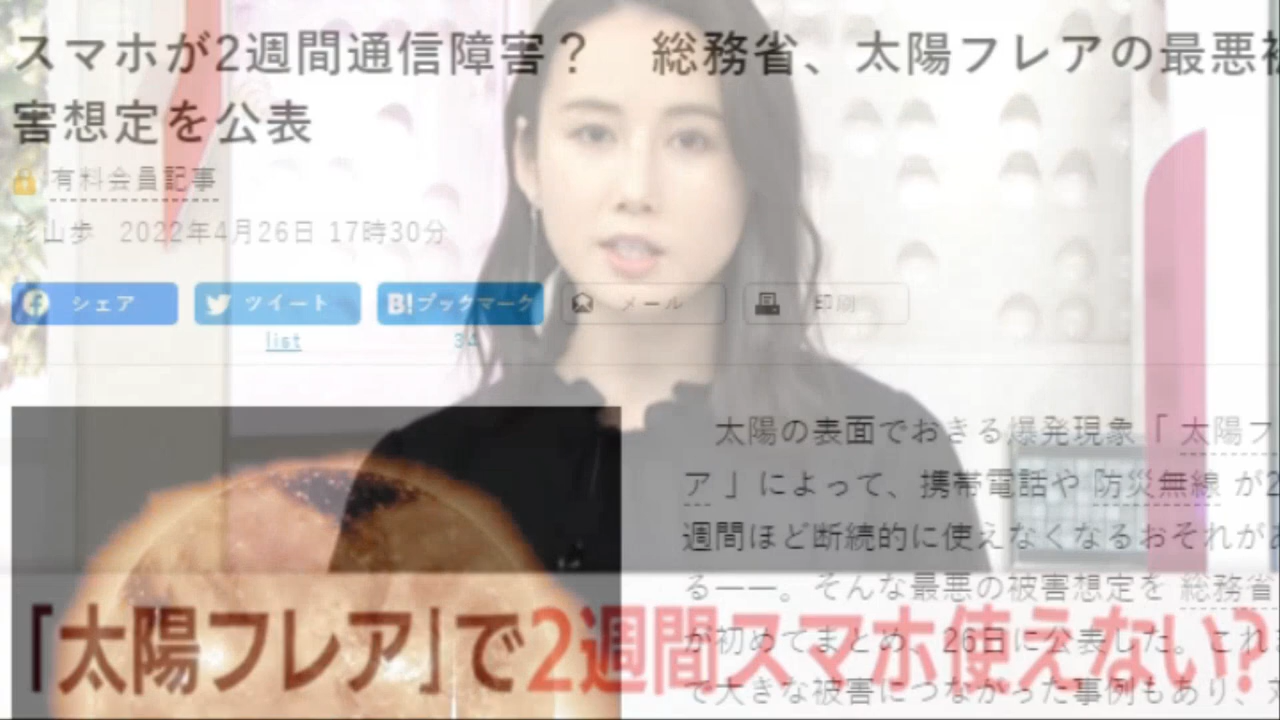 スマホが2週間通信障害？　総務省、太陽フレアの最悪被
害想定を公表
有料会員記事
杉山歩　2022年4月26日 17時30分
シェア
ツイート
B!ブックマーク
メール
印刷
list
34
太陽の表面でおきる爆発現象「太陽フ
ア」によって、携帯電話や防災無線が2
週間ほど断続的に使えなくなるおそれがあ
る――。そんな最悪の被害想定を総務省
が初めてまとめ、26日に公表した。これ
で大きな被害につながった事例もあり、
「太陽フレア」で2週間スマホ使えない?